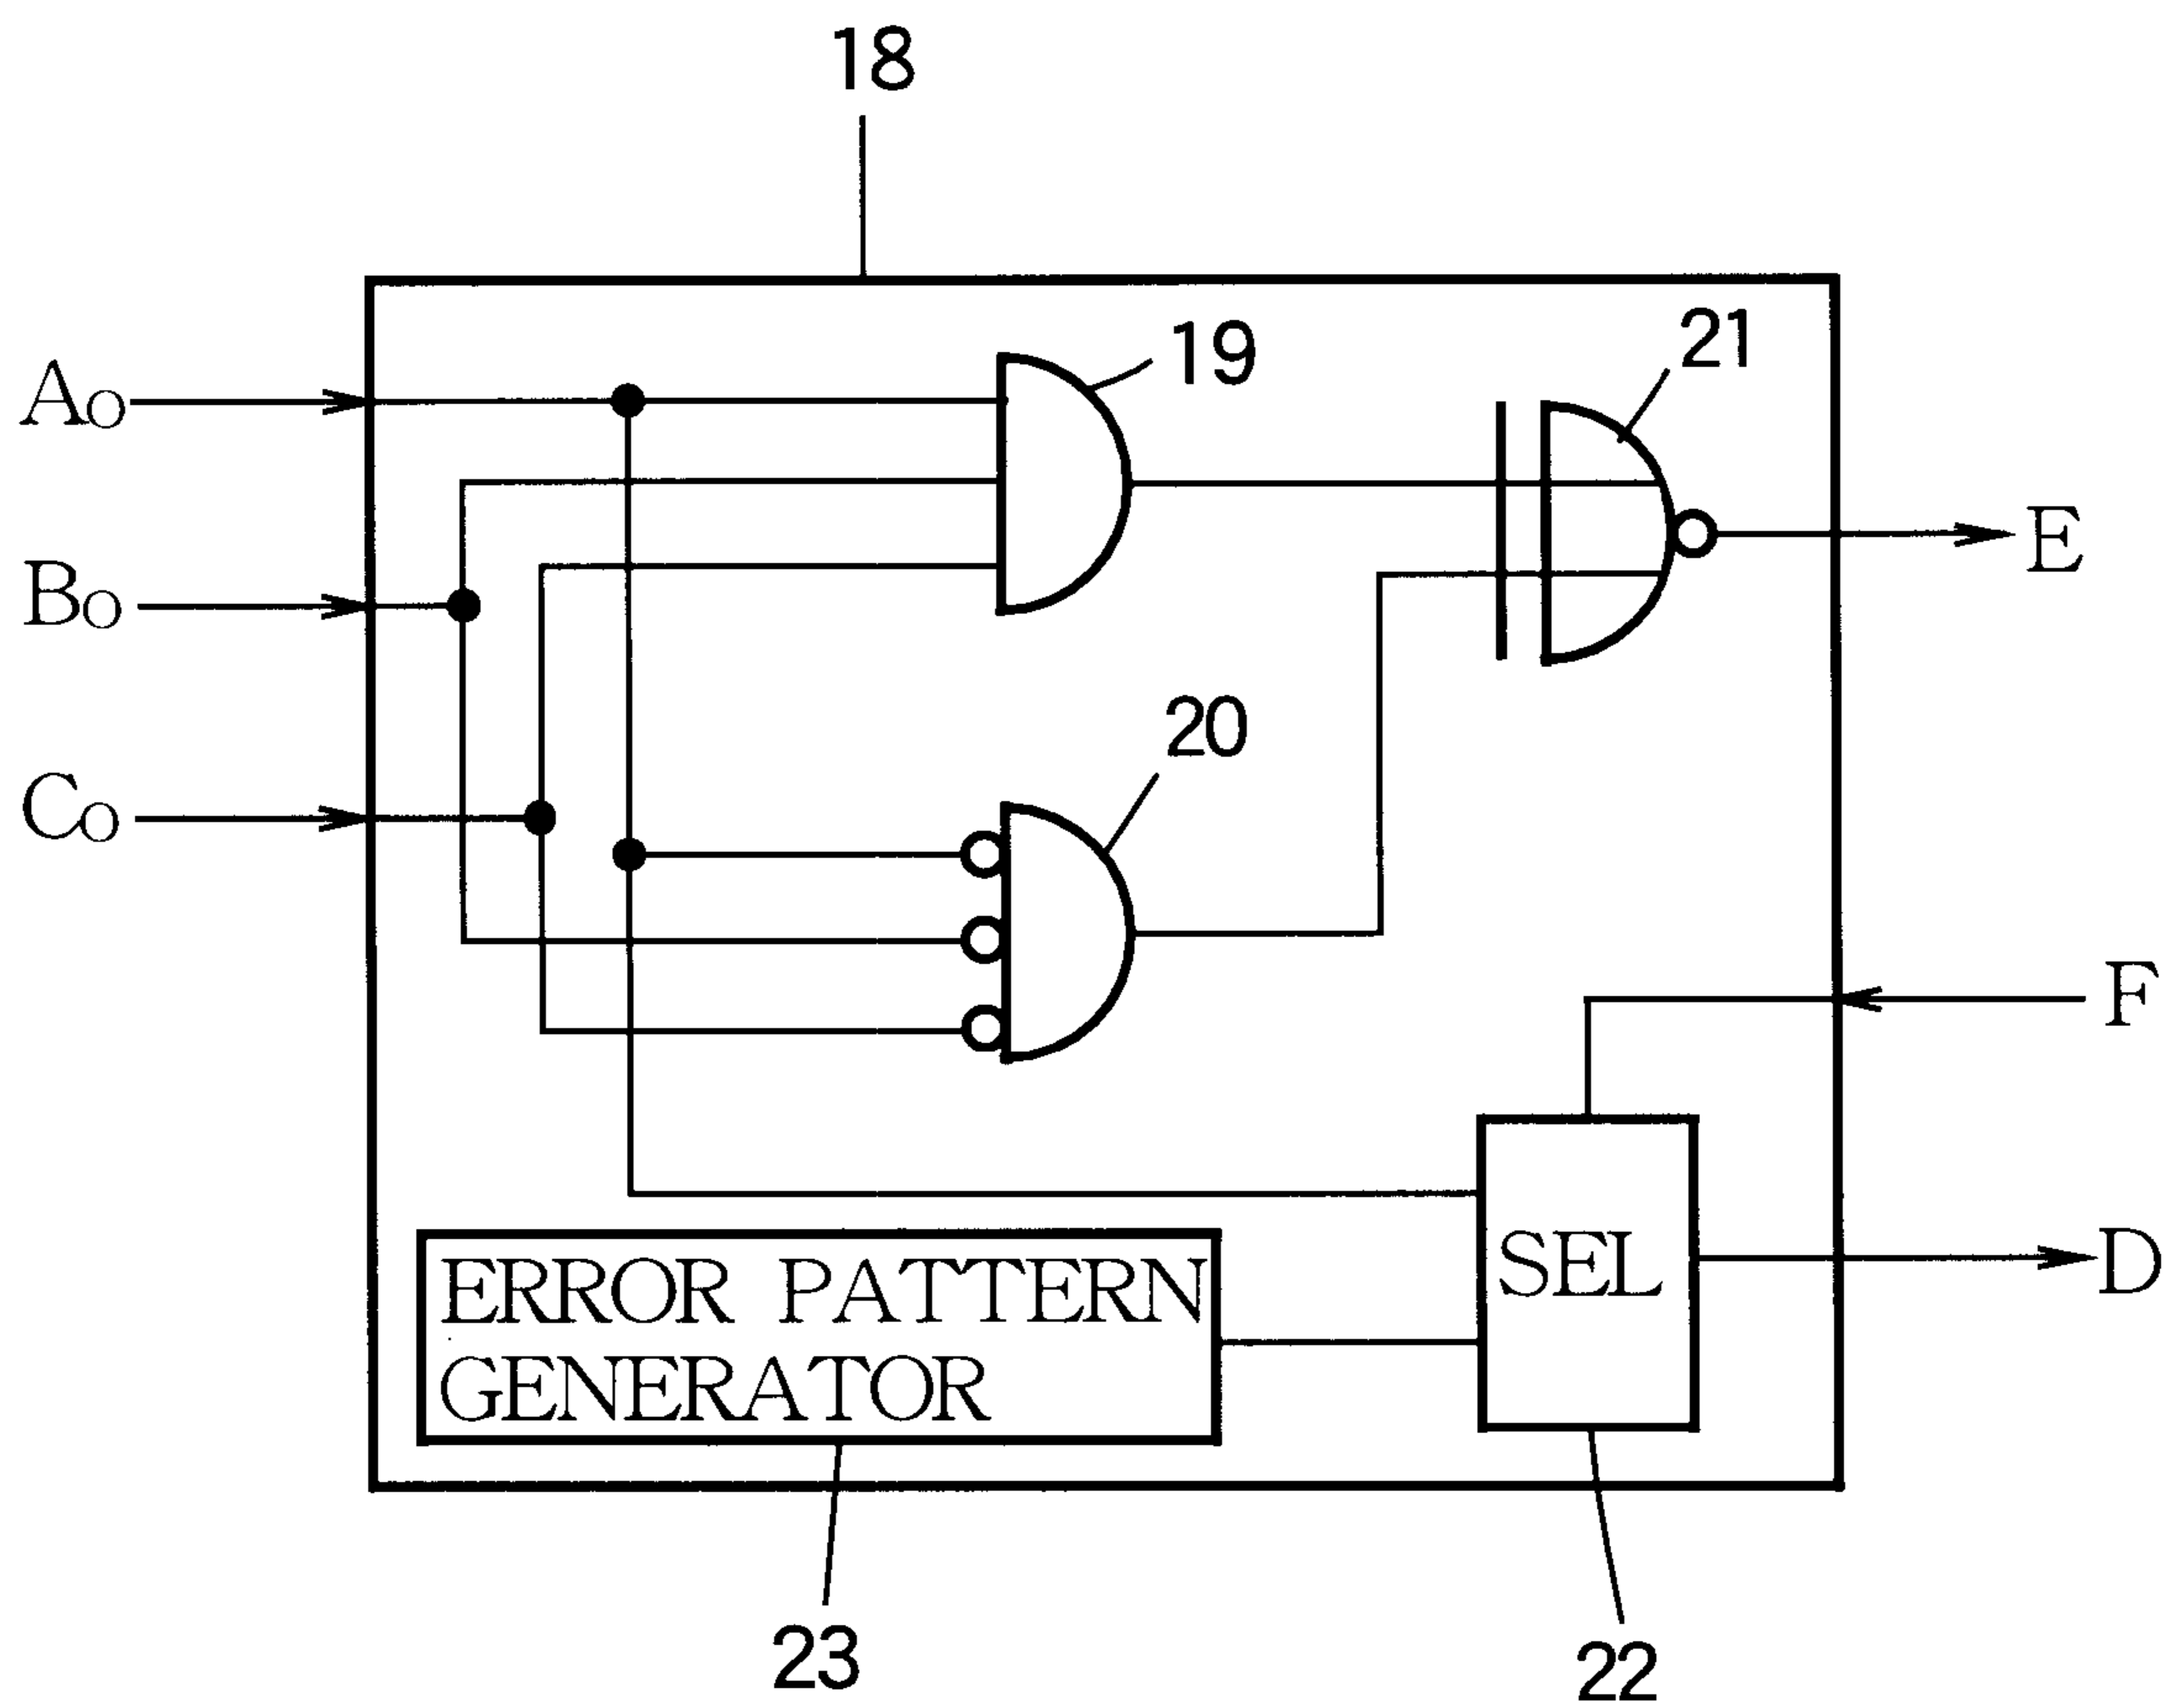 18
19
21
Ao
E
Bo
20
Co
F
SEL
D
ERROR PATTERN
GENERATOR
23
22